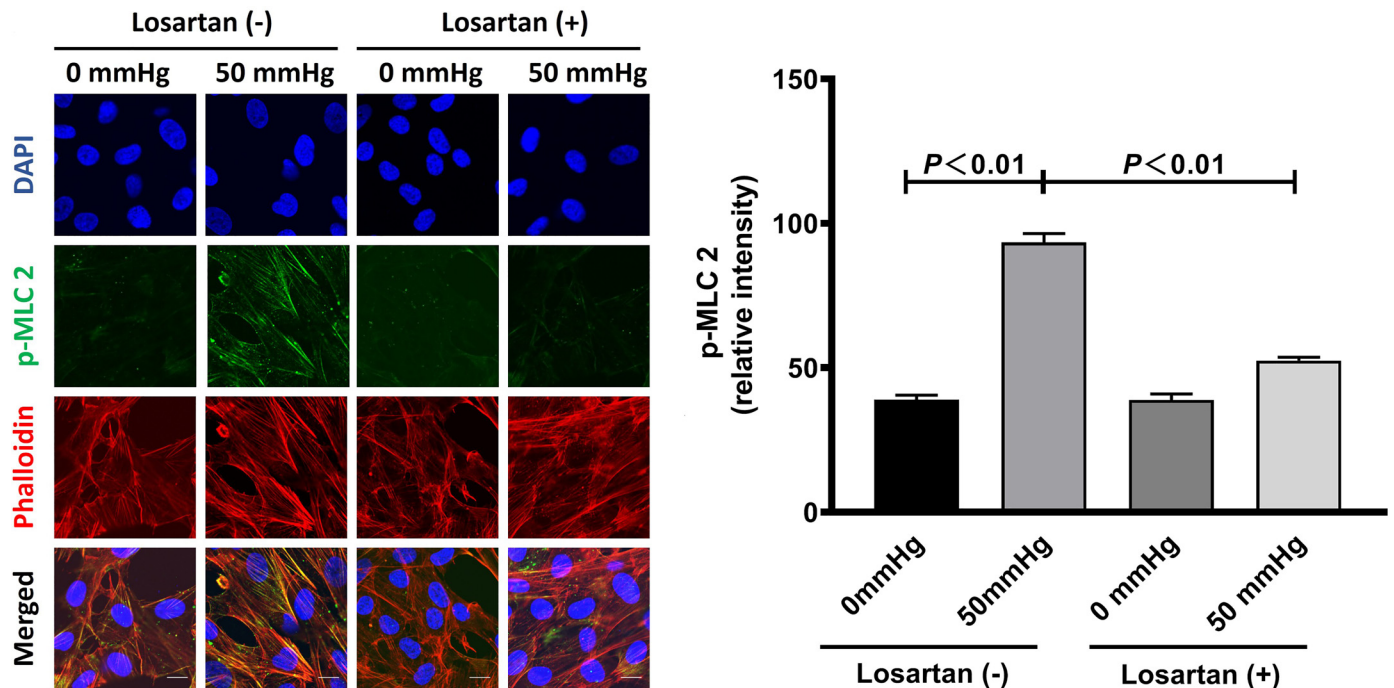 Losartan (-) Losartan (+)
0 mmHg 50 mmHg 0 mmHg 50 mmHg
DAPI
p-MLC 2
Phalloidin
Merged
p-MLC 2
(relative intensity)
150
100
50
0
P<0.01 P<0.01
0mmHg 50mmHg 0 mmHg 50 mmHg
Losartan (-) Losartan (+)